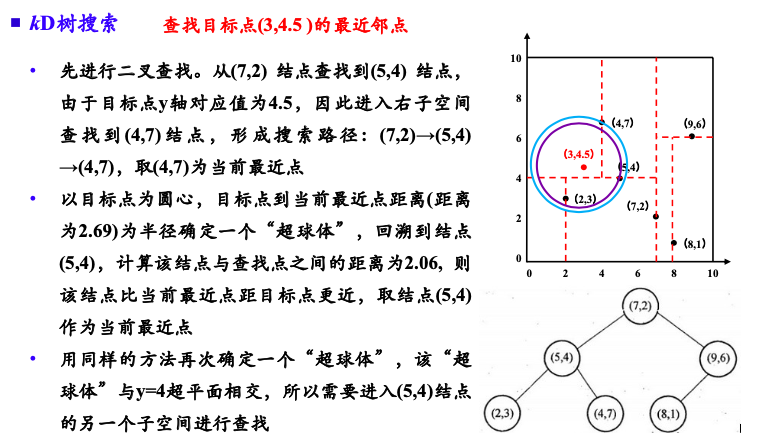 kD树搜索 查找目标点(3,4.5 )的最近邻点
• 先进行二叉查找。从(7,2) 结点查找到(5,4) 结点，
由于目标点y轴对应值为4.5，因此进入右子空间
查找到(4,7)结点，形成搜索路径：(7,2)→(5,4)
→(4,7)，取(4,7)为当前最近点
• 以目标点为圆心，目标点到当前最近点距离(距离
为2.69)为半径确定一个“超球体”，回溯到结点
(5,4)，计算该结点与查找点之间的距离为2.06, 则
该结点比当前最近点距目标点更近，取结点(5,4)
作为当前最近点
• 用同样的方法再次确定一个“超球体”，该“超
球体”与y=4超平面相交，所以需要进入(5,4)结点
的另一个子空间进行查找
10
8
6
4
2
0
0 2 4 6 8 10
(4,7)
(9,6)
(3,4.5)
(5,4)
(2,3)
(7,2)
(8,1)
(7,2)
(5,4) (9,6)
(2,3) (4,7) (8,1)